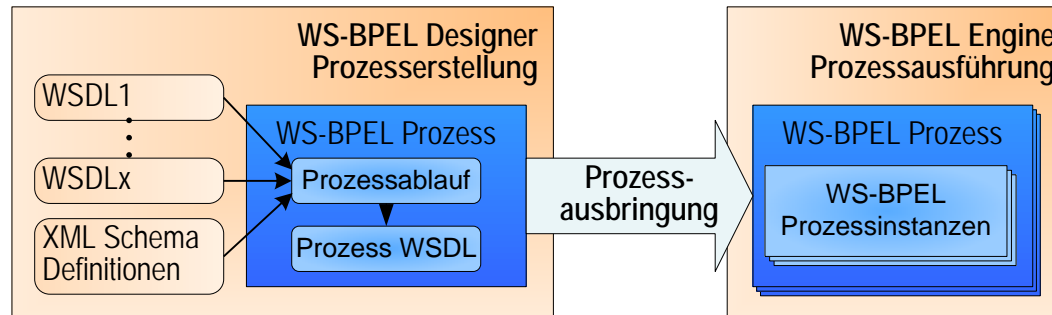 WS-BPEL Designer
Prozesserstellung
WSDL1
WSDLx
XML Schema
Definitionen
WS-BPEL Prozess
Prozessablauf
Prozess WSDL
Prozess-
ausbringung
WS-BPEL Engine
Prozessausführung
WS-BPEL Prozess
WS-BPEL
Prozessinstanzen